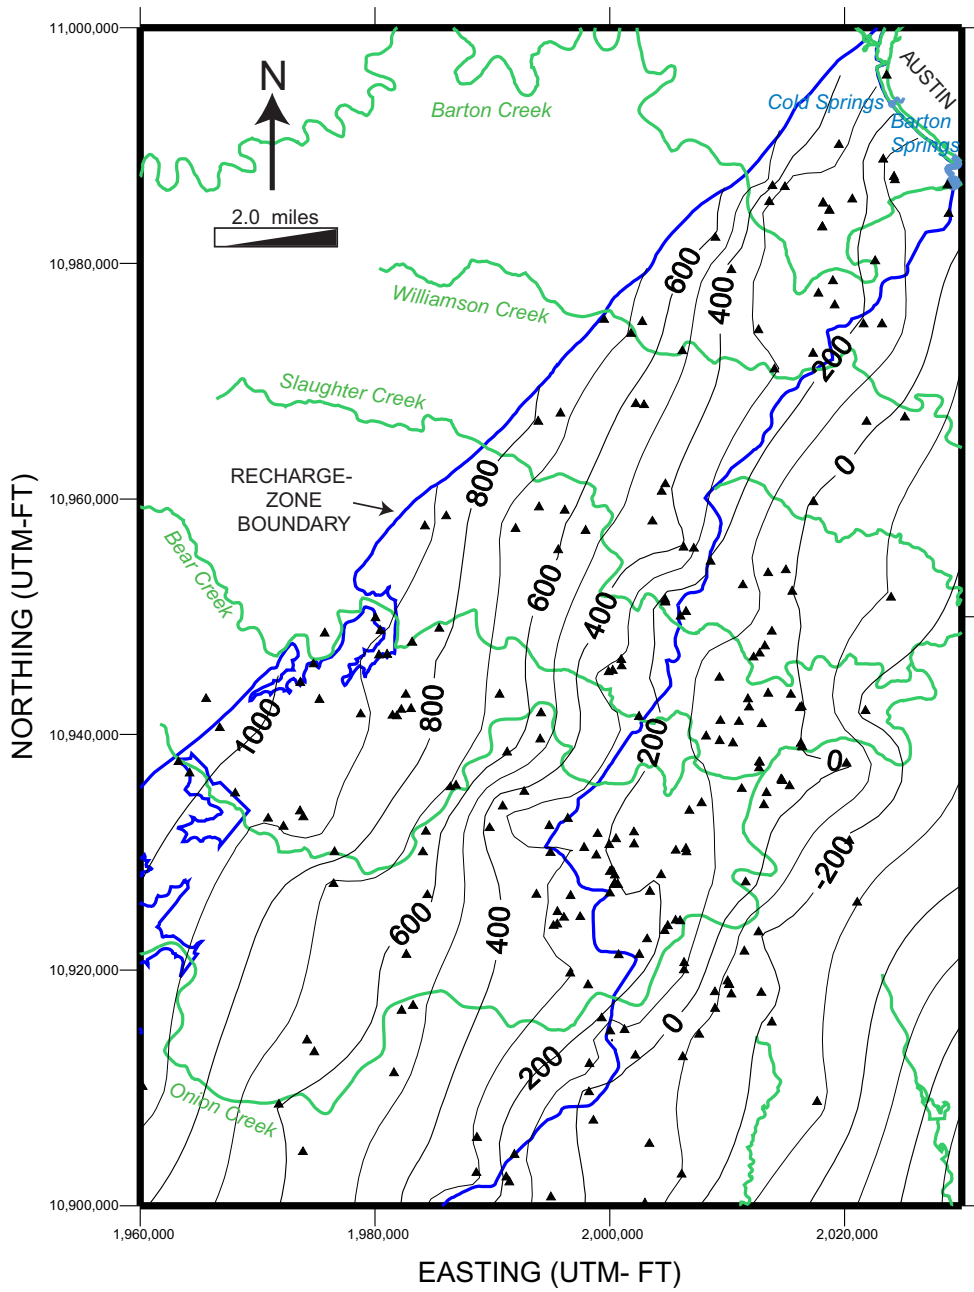 11,000,000
AUSTIN
N
Cold Springs
Barton Creek
Barton
Springs
2.0 miles
10,980,000
600
Williamson Creek
400
200
Slaughter Creek
0
RECHARGE-
ZONE
BOUNDARY
800
10,960,000
Bear Creek
600
400
NORTHING (UTM-FT)
1000
800
200
10,940,000
0
-200
600
400
10,920,000
0
200
Onion Creek
10,900,000
1,960,000
1,980,000
2,000,000
2,020,000
EASTING (UTM- FT)